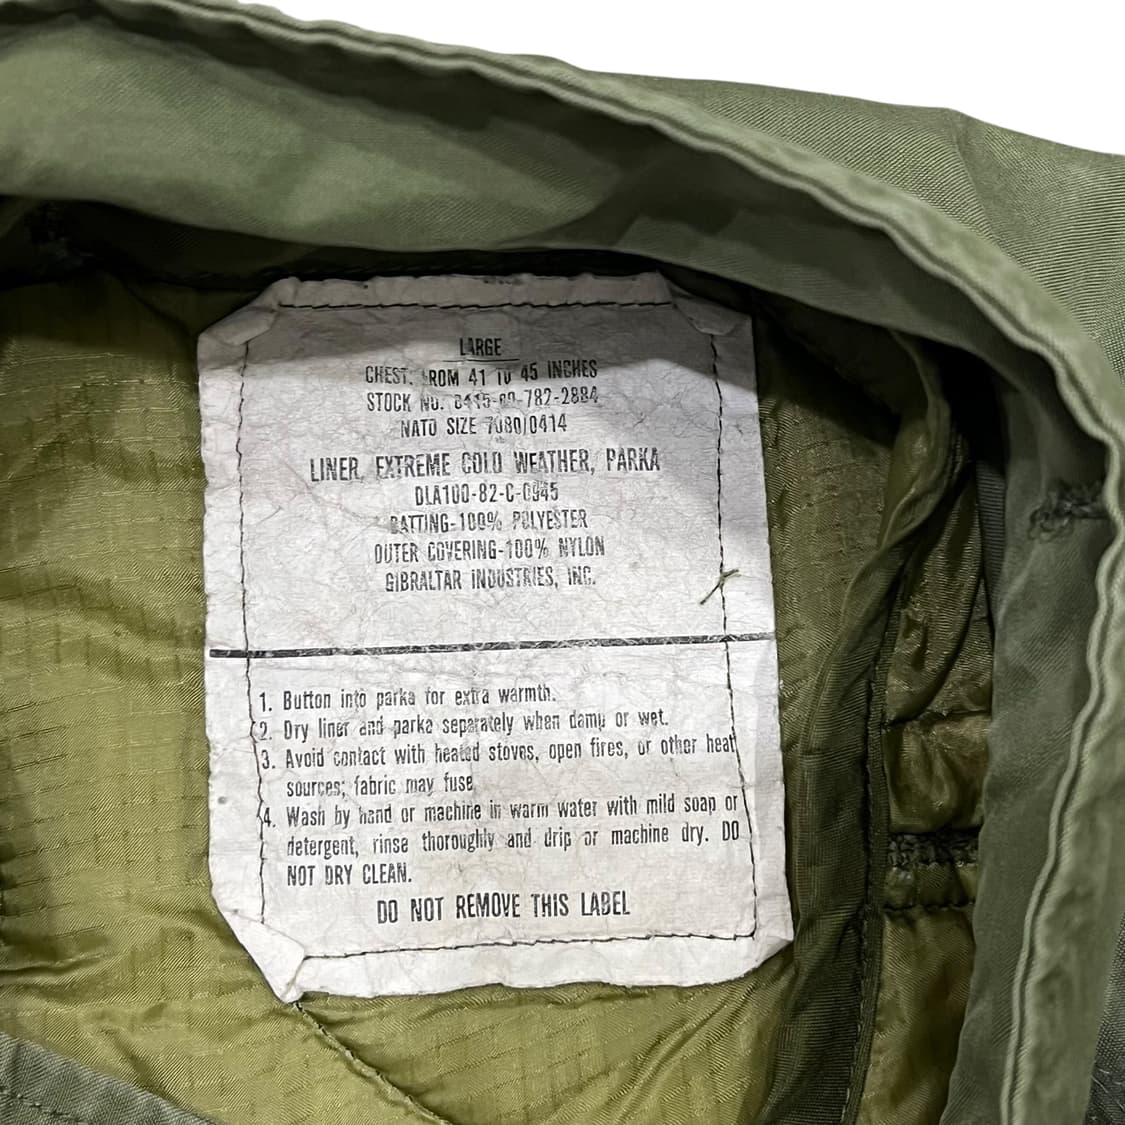 LARGE
CHEST: FROM 41 TO 45 INCHES
STOCK NO. 8415-00-782-2884
NATO SIZE 7080/0414
LINER, EXTREME COLD WEATHER, PARKA
DLA100-82-C-0945
BATTING-100% POLYESTER
OUTER COVERING-100% NYLON
GIBRALTAR INDUSTRIES, INC.
1. Button into parka for extra warmth.
2. Dry liner and parka separately when damp or wet.
3. Avoid contact with heated stoves, open fires, or other heat
sources; fabric may fuse
4. Wash by hand or machine in warm water with mild soap or
detergent, rinse thoroughly and drip or machine dry. DO
NOT DRY CLEAN.
DO NOT REMOVE THIS LABEL